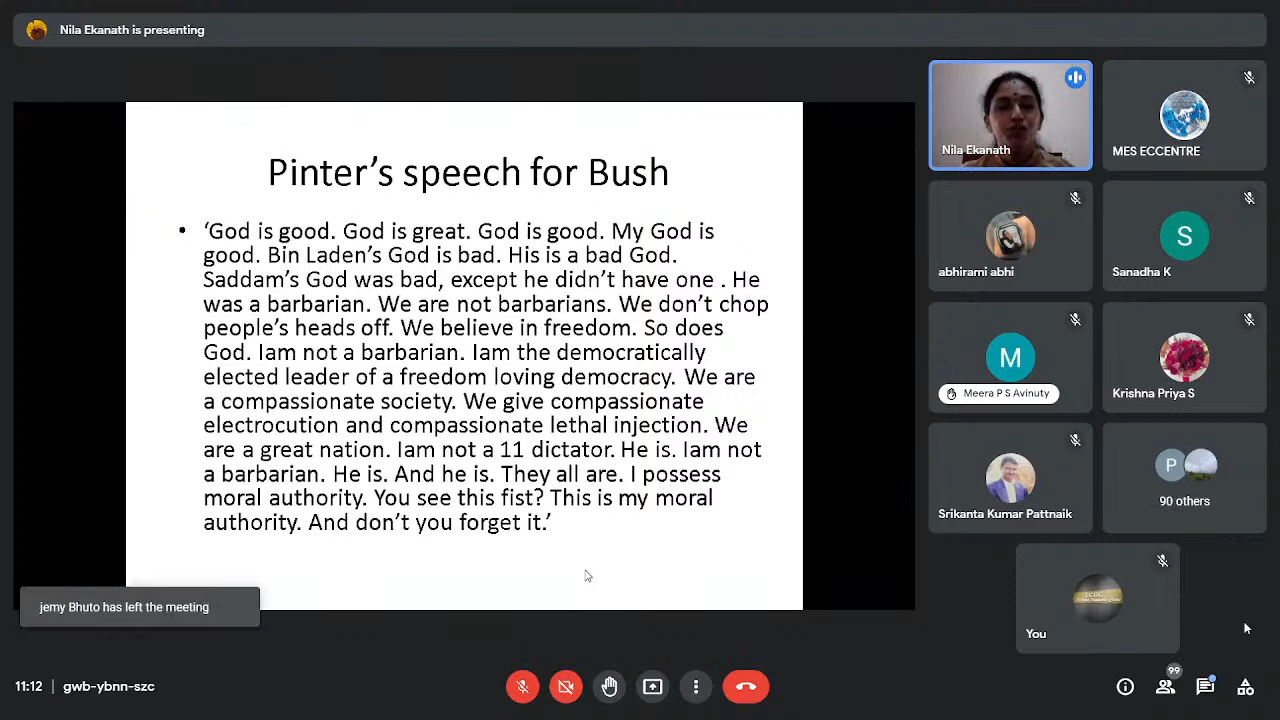 Nila Ekanath is presenting
Pinter's speech for Bush
• 'God is good. God is great. God is good. My God is
good. Bin Laden's God is bad. His is a bad God.
Saddam's God was bad, except he didn't have one . He
was a barbarian. We are not barbarians. We don't chop
people's heads off. We believe in freedom. So does
God. Iam not a barbarian. Iam the democratically
elected leader of a freedom loving democracy. We are
a compassionate society. We give compassionate
electrocution and compassionate lethal injection. We
are a great nation. Iam not a 11 dictator. He is. Iam not
a barbarian. He is. And he is. They all are. I possess
moral authority. You see this fist? This is my moral
authority. And don't you forget it.'
Nila Ekanath
MES ECCENTRE
abhirami abhi
S
Sanadha K
M
Meera P S Avinuty
Krishna Priya S
Srikanta Kumar Pattnaik
P
90 others
You
jemy Bhuto has left the meeting
11:12 | gwb-ybnn-szc
99